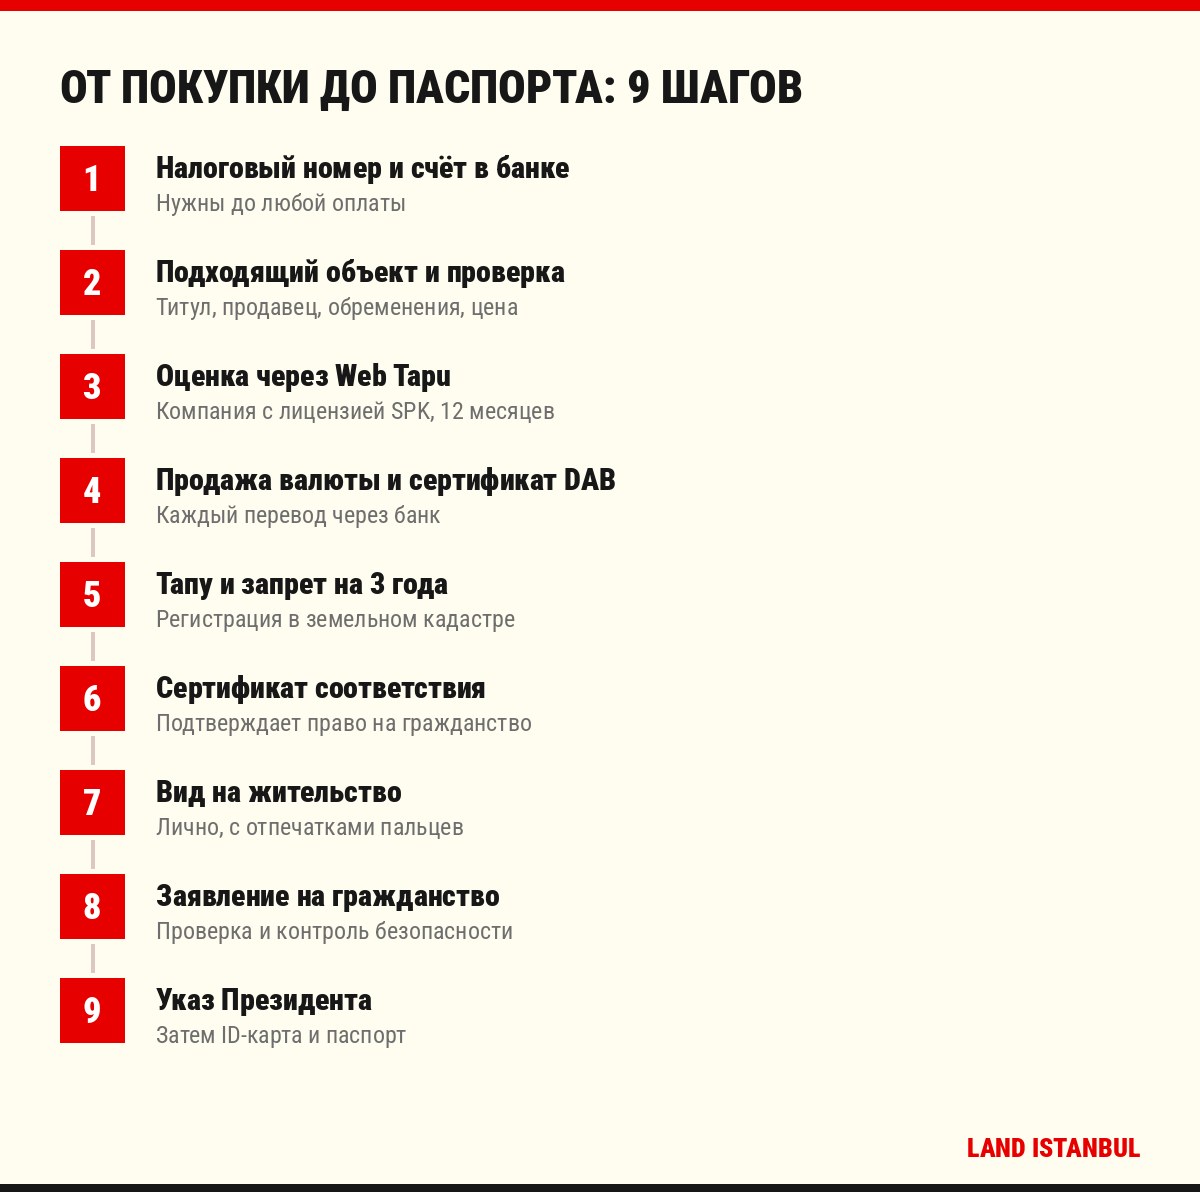 ОТ ПОКУПКИ ДО ПАСПОРТА: 9 ШАГОВ
1
Налоговый номер и счёт в банке
Нужны до любой оплаты
2
Подходящий объект и проверка
Титул, продавец, обременения, цена
3
Оценка через Web Tapu
Компания с лицензией SPK, 12 месяцев
4
Продажа валюты и сертификат DAB
Каждый перевод через банк
5
Тапу и запрет на 3 года
Регистрация в земельном кадастре
6
Сертификат соответствия
Подтверждает право на гражданство
7
Вид на жительство
Лично, с отпечатками пальцев
8
Заявление на гражданство
Проверка и контроль безопасности
9
Указ Президента
Затем ID-карта и паспорт
LAND ISTANBUL